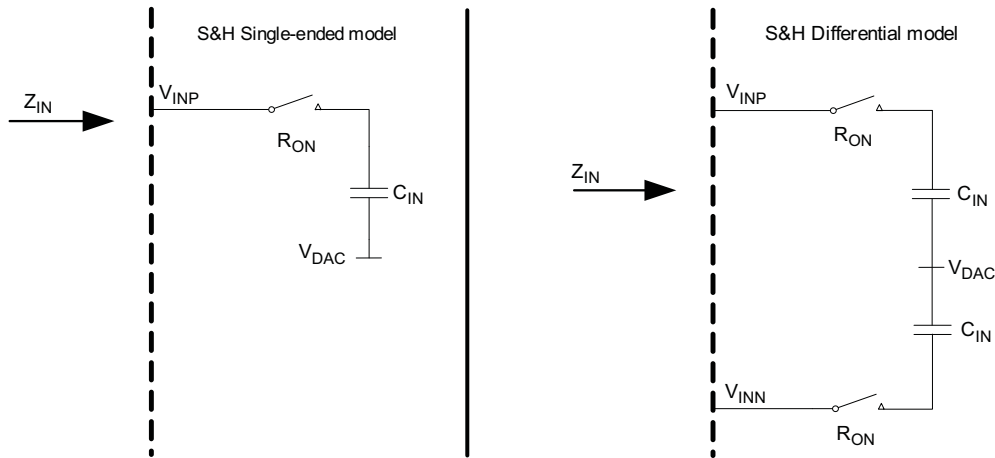 S&H Single-ended model
Z_IN
V_INP
R_ON
C_IN
V_DAC
S&H Differential model
V_INP
R_ON
Z_IN
C_IN
V_DAC
C_IN
V_INN
R_ON